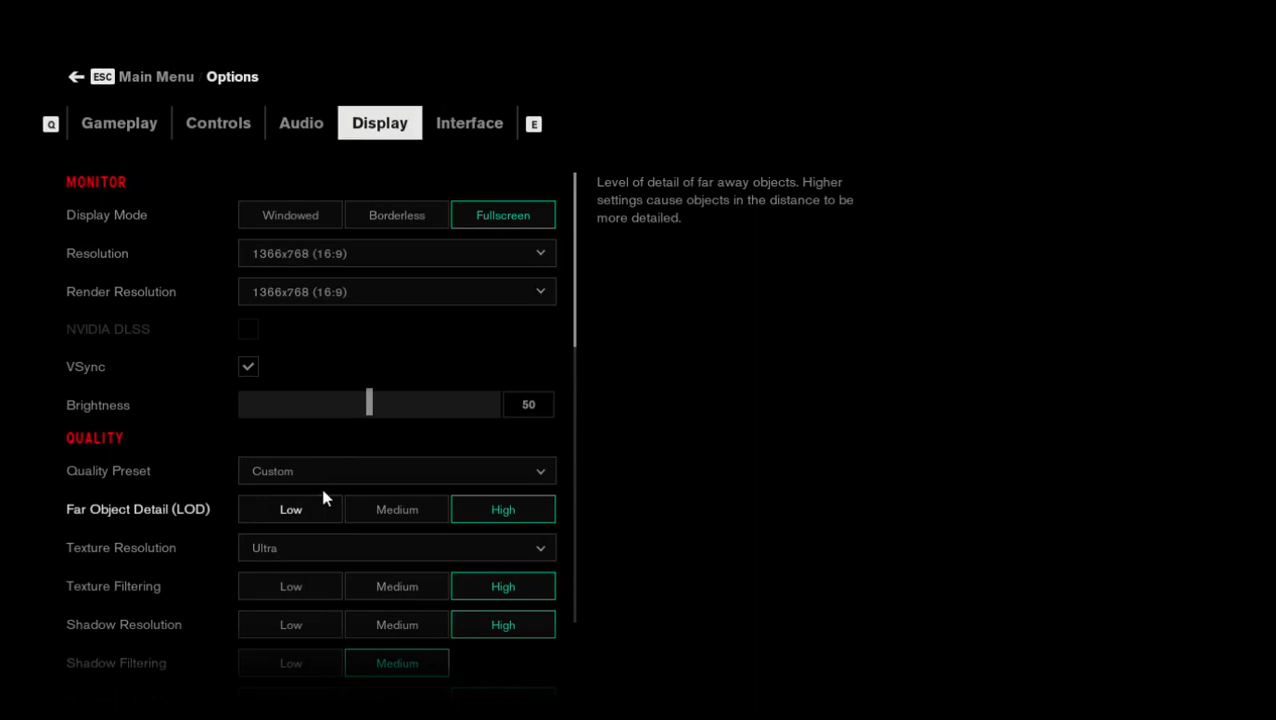 ESC Main Menu / Options
Q Gameplay Controls Audio Display Interface E
MONITOR
Display Mode Windowed Borderless Fullscreen
Resolution 1366x768 (16:9)
Render Resolution 1366x768 (16:9)
NVIDIA DLSS
VSync
Brightness 50
QUALITY
Quality Preset Custom
Far Object Detail (LOD) Low Medium High
Texture Resolution Ultra
Texture Filtering Low Medium High
Shadow Resolution Low Medium High
Shadow Filtering Low Medium
Level of detail of far away objects. Higher
settings cause objects in the distance to be
more detailed.